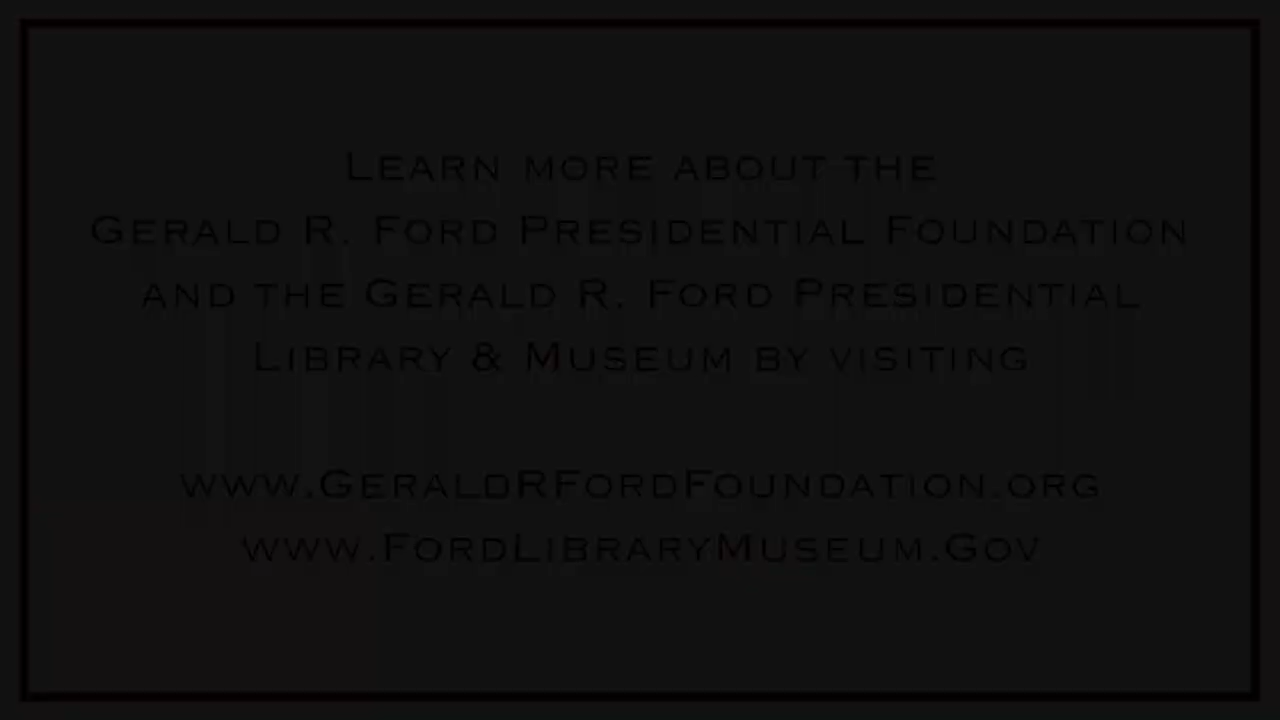 Learn more about the
Gerald R. Ford Presidential Foundation
and the Gerald R. Ford Presidential
Library & Museum by visiting
www.GeraldRFordFoundation.org
www.FordLibraryMuseum.Gov